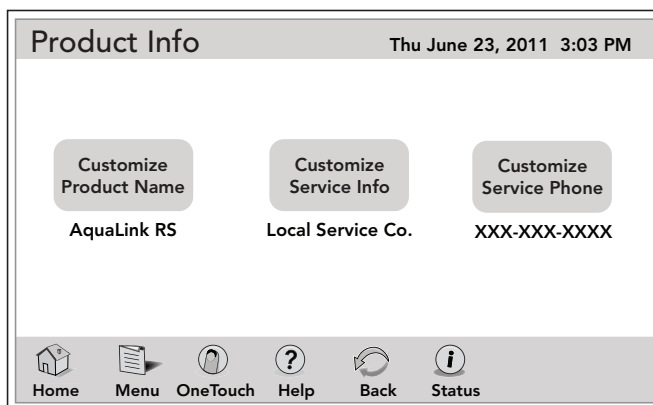 Product Info
Thu June 23, 2011 3:03 PM
Customize
Product Name
Customize
Service Info
Customize
Service Phone
AquaLink RS
Local Service Co.
XXX-XXX-XXXX
?
i
Home
Menu
OneTouch
Help
Back
Status